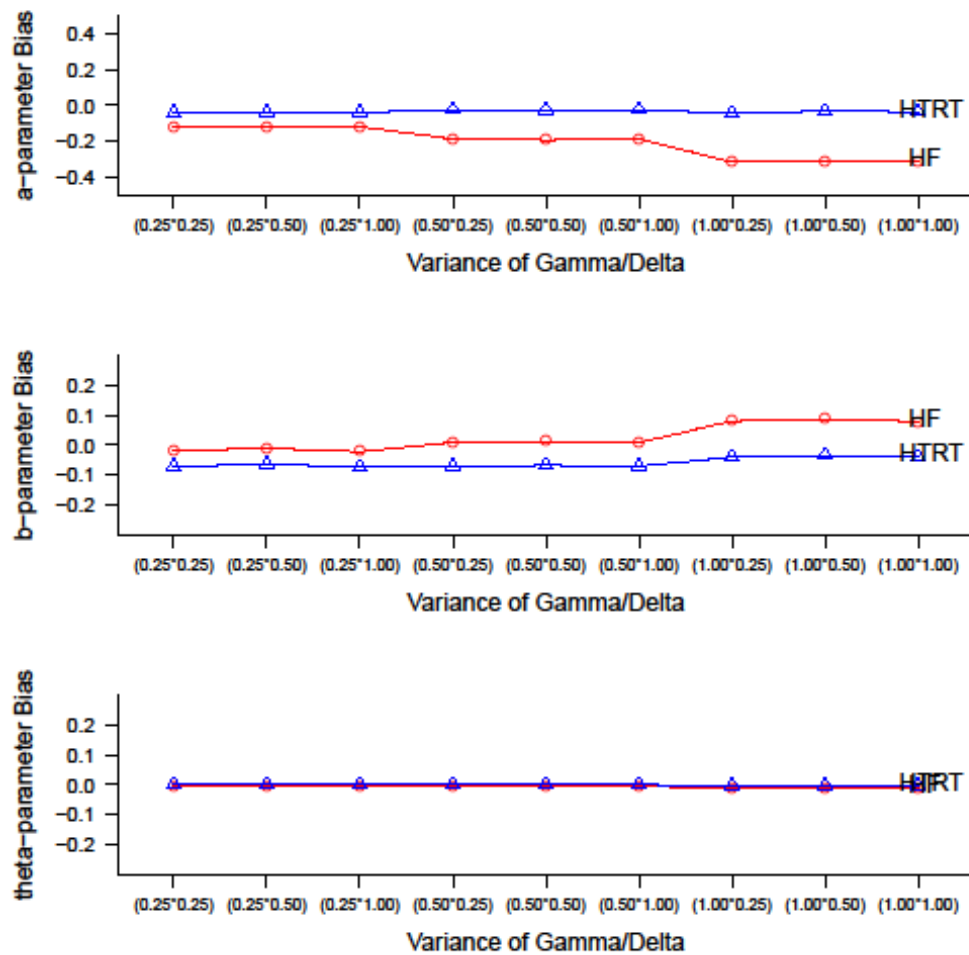 a−parameter Bias
0.4
0.2
0.0
−0.2
−0.4
HTRT
HF
(0.25*0.25) (0.25*0.50) (0.25*1.00) (0.50*0.25) (0.50*0.50) (0.50*1.00) (1.00*0.25) (1.00*0.50) (1.00*1.00)
Variance of Gamma/Delta
b−parameter Bias
0.2
0.1
0.0
−0.1
−0.2
HF
HTRT
(0.25*0.25) (0.25*0.50) (0.25*1.00) (0.50*0.25) (0.50*0.50) (0.50*1.00) (1.00*0.25) (1.00*0.50) (1.00*1.00)
Variance of Gamma/Delta
theta−parameter Bias
0.2
0.1
0.0
−0.1
−0.2
HTRT
HF
(0.25*0.25) (0.25*0.50) (0.25*1.00) (0.50*0.25) (0.50*0.50) (0.50*1.00) (1.00*0.25) (1.00*0.50) (1.00*1.00)
Variance of Gamma/Delta